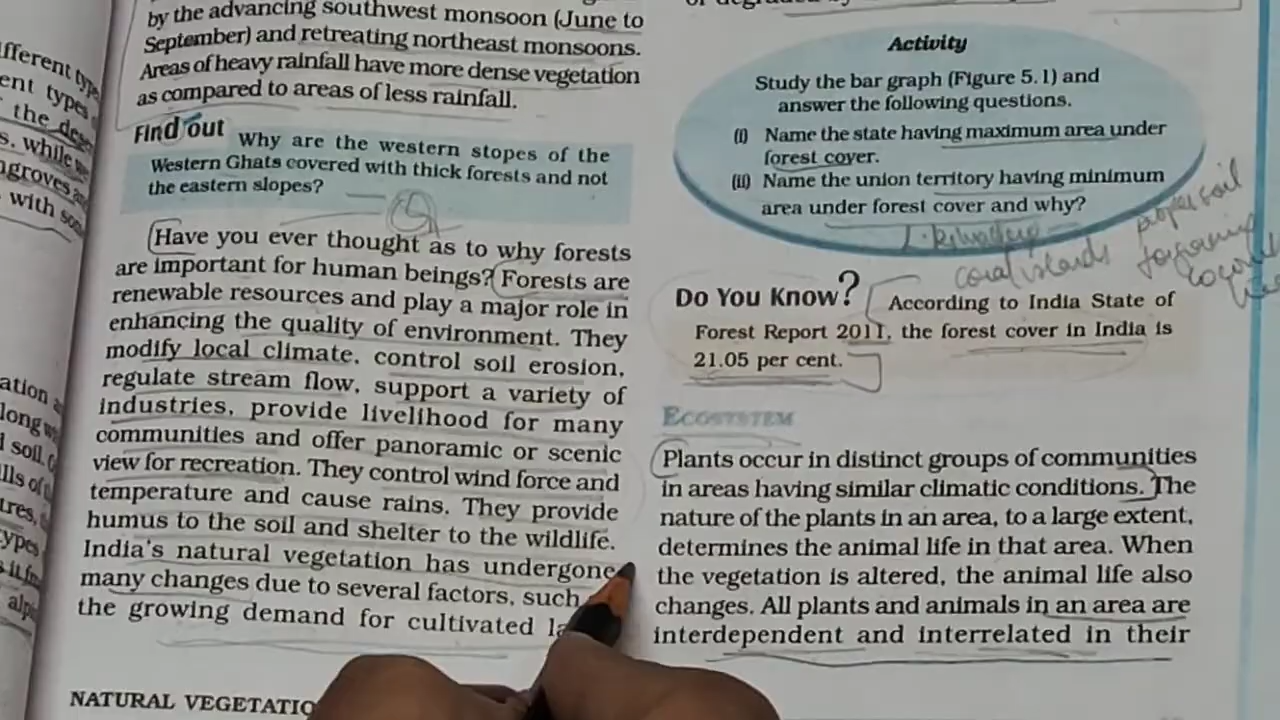 by the advancing southwest monsoon (June to
September) and retreating northeast monsoons.
Areas of heavy rainfall have more dense vegetation
as compared to areas of less rainfall.
Find out
Why are the western stopes of the
Western Ghats covered with thick forests and not
the eastern slopes?
Have you ever thought as to why forests
are important for human beings? Forests are
renewable resources and play a major role in
enhancing the quality of environment. They
modify local climate, control soil erosion,
regulate stream flow, support a variety of
industries, provide livelihood for many
communities and offer panoramic or scenic
view for recreation. They control wind force and
temperature and cause rains. They provide
humus to the soil and shelter to the wildlife.
India's natural vegetation has undergone
many changes due to several factors, such
the growing demand for cultivated
NATURAL
Activity
Study the bar graph (Figure 5.1) and
answer the following questions.
(i) Name the state having maximum area under
forest cover.
(ii) Name the union territory having minimum
area under forest cover and why?
coral islands
proper soil
Do You Know?
According to India State of
Forest Report 2011, the forest cover in India is
21.05 per cent.
ECOSYSTEM
Plants occur in distinct groups of communities
in areas having similar climatic conditions. The
nature of the plants in an area, to a large extent,
determines the animal life in that area. When
the vegetation is altered, the animal life also
changes. All plants and animals in an area are
interdependent and interrelated in their